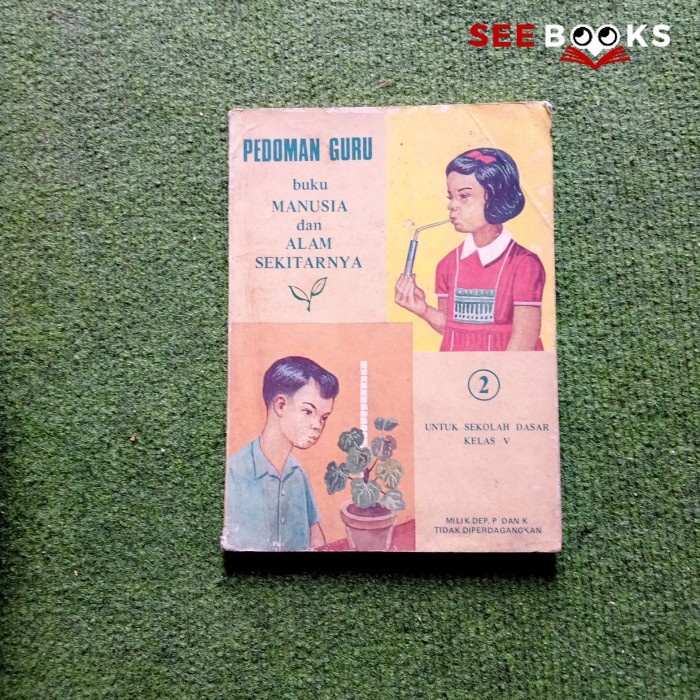 SEEBOOKS
PEDOMAN GURU
buku
MANUSIA
dan
ALAM
SEKITARNYA
2
UNTUK SEKOLAH DASAR
KELAS V
MILIK DEP. P DAN K
TIDAK DIPERDAGANGKAN